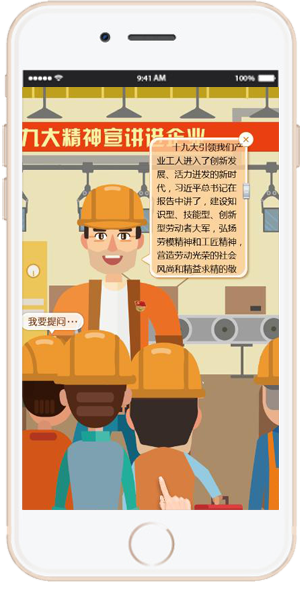 9:41 AM
100%
九大精神宣讲进企业
十九大引领我们产
业工人进入了创新发
展、活力迸发的新时
代，习近平总书记在
报告中讲了，建设知
识型、技能型、创新
型劳动者大军，弘扬
劳模精神和工匠精神，
营造劳动光荣的社会
风尚和精益求精的敬
我要提问···